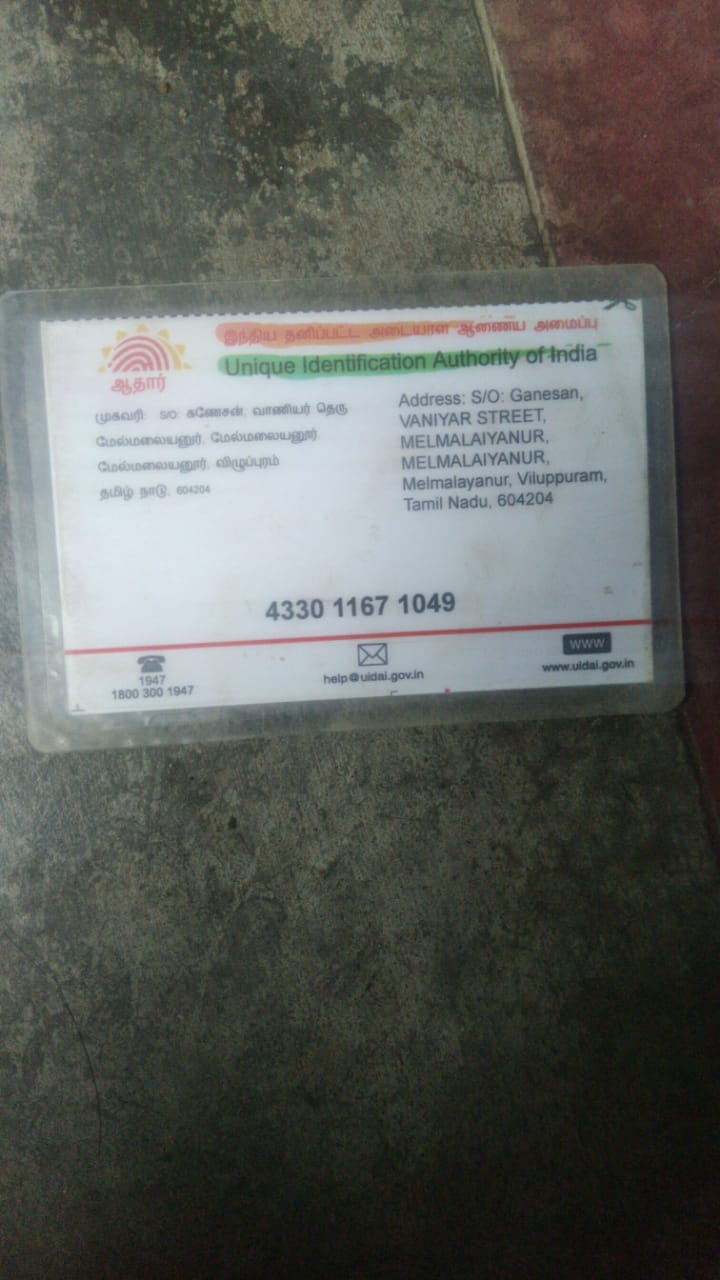 இந்திய தனிப்பட்ட அடையாள ஆணைய அமைப்பு
Unique Identification Authority of India
ஆதார்
முகவரி: S/O: கணேசன், வாணியர் தெரு
மேல்மலையனுர், மேல்மலையனூர்
மேல்மலையனூர், விழுப்புரம்
தமிழ் நாடு, 604204
Address: S/O: Ganesan,
VANIYAR STREET,
MELMALAIYANUR,
MELMALAIYANUR,
Melmalayanur, Viluppuram,
Tamil Nadu, 604204
4330 1167 1049
1947
1800 300 1947
help@uidai.gov.in
WWW
www.uidai.gov.in